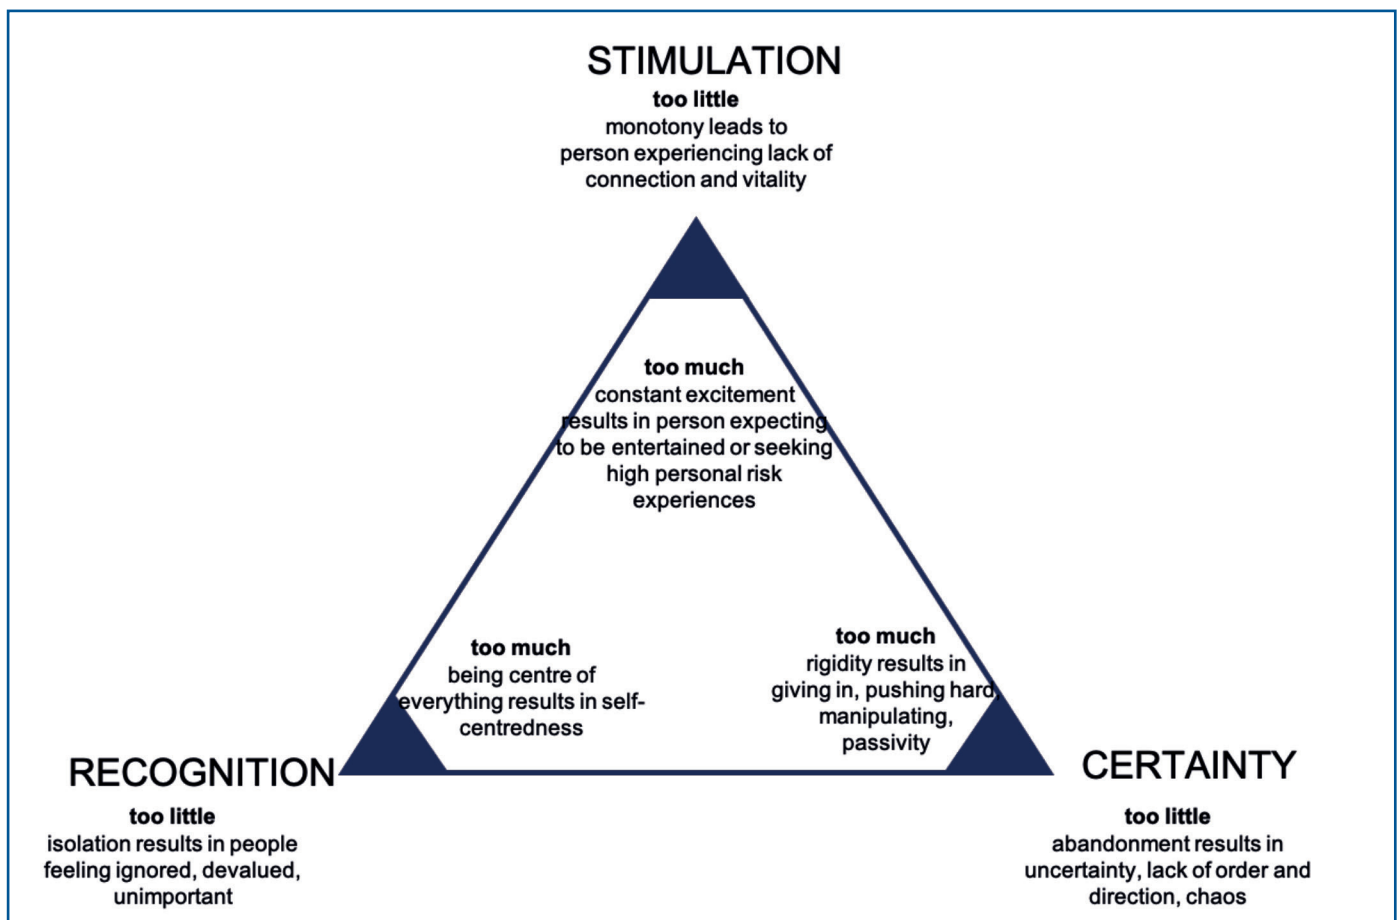 STIMULATION
too little
monotony leads to
person experiencing lack of
connection and vitality
too much
constant excitement
results in person expecting
to be entertained or seeking
high personal risk
experiences
too much
being centre of
everything results in self-
centredness
too much
rigidity results in
giving in, pushing hard,
manipulating,
passivity
RECOGNITION
too little
isolation results in people
feeling ignored, devalued,
unimportant
CERTAINTY
too little
abandonment results in
uncertainty, lack of order and
direction, chaos